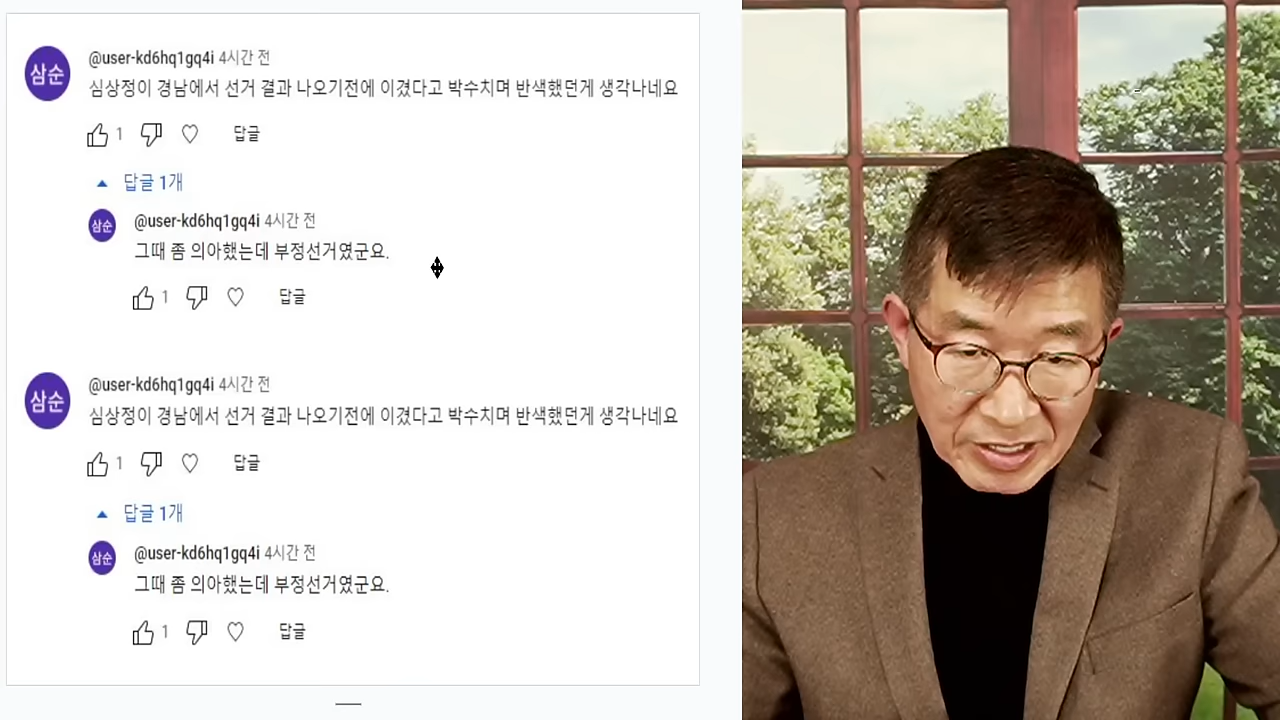 삼순
@user-kd6hq1gq4i 4시간 전
심상정이 경남에서 선거 결과 나오기전에 이겼다고 박수치며 반색했던게 생각나네요
1 답글
답글 1개
삼순
@user-kd6hq1gq4i 4시간 전
그때 좀 의아했는데 부정선거였군요.
1 답글
삼순
@user-kd6hq1gq4i 4시간 전
심상정이 경남에서 선거 결과 나오기전에 이겼다고 박수치며 반색했던게 생각나네요
1 답글
답글 1개
삼순
@user-kd6hq1gq4i 4시간 전
그때 좀 의아했는데 부정선거였군요.
1 답글